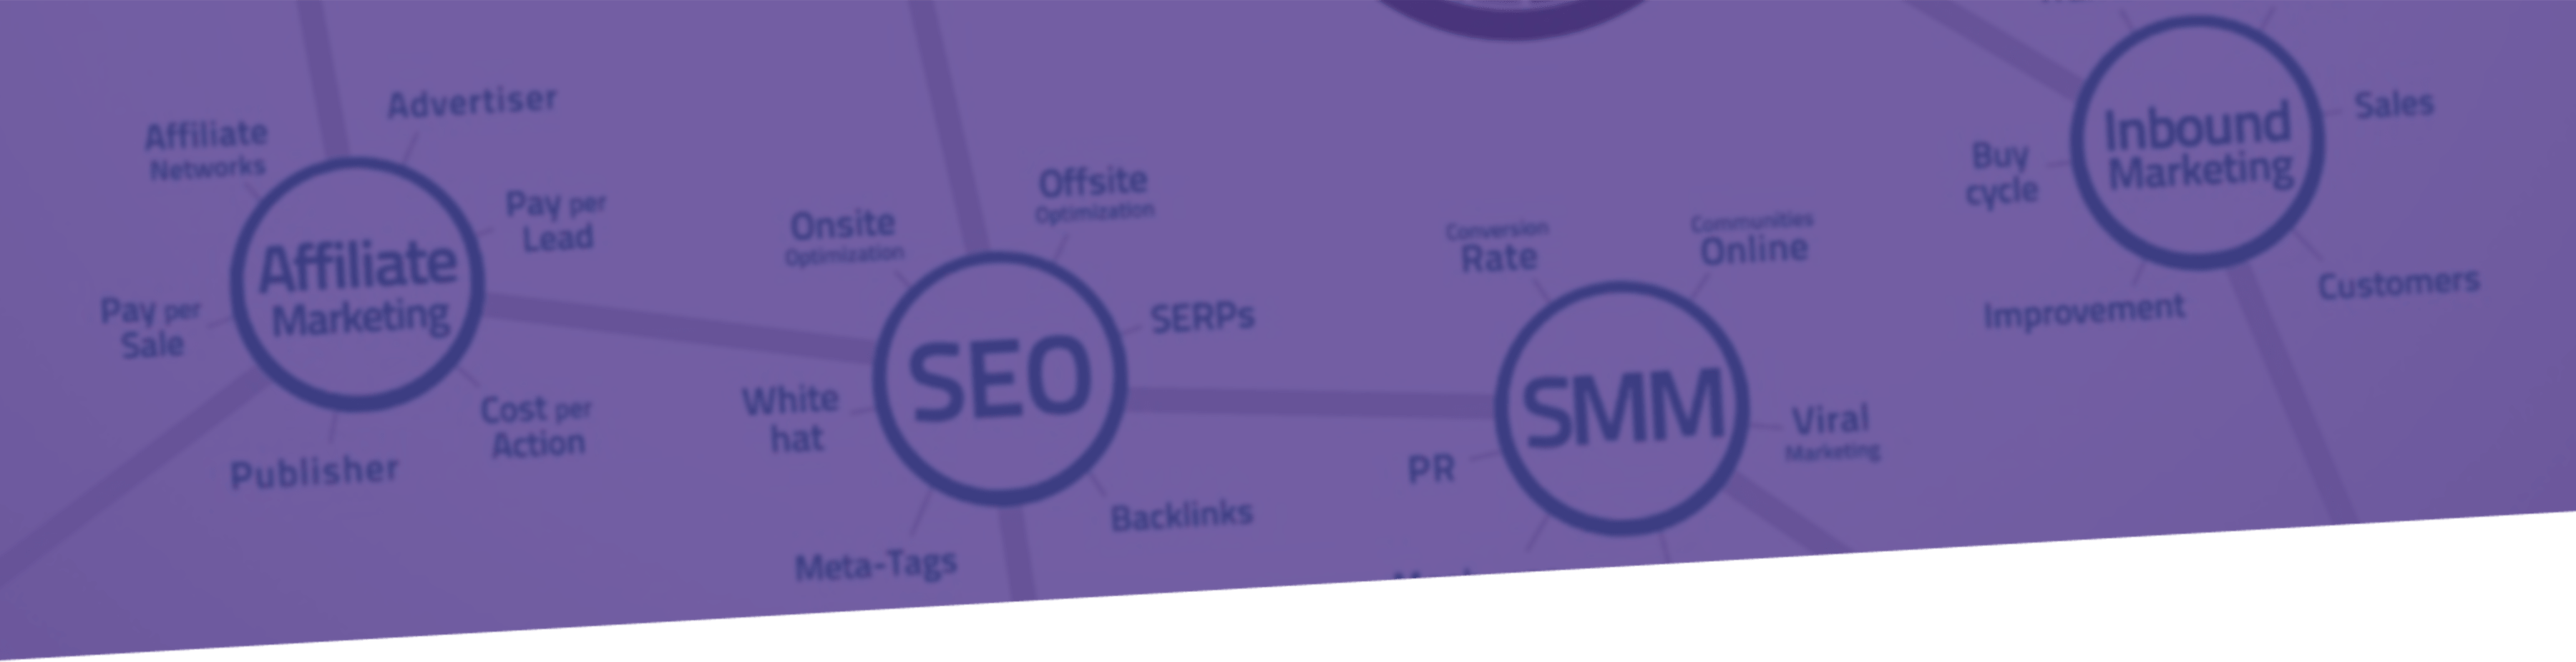 Advertiser
Affiliate
Networks
Pay per
Lead
Affiliate
Marketing
Pay per
Sale
Cost per
Action
Publisher
Offsite
Optimization
Onsite
Optimization
SERPs
SEO
White
hat
Backlinks
Meta-Tags
Conversion
Rate
Communities
Online
SMM
Viral
Marketing
PR
Inbound
Marketing
Sales
Buy
cycle
Customers
Improvement